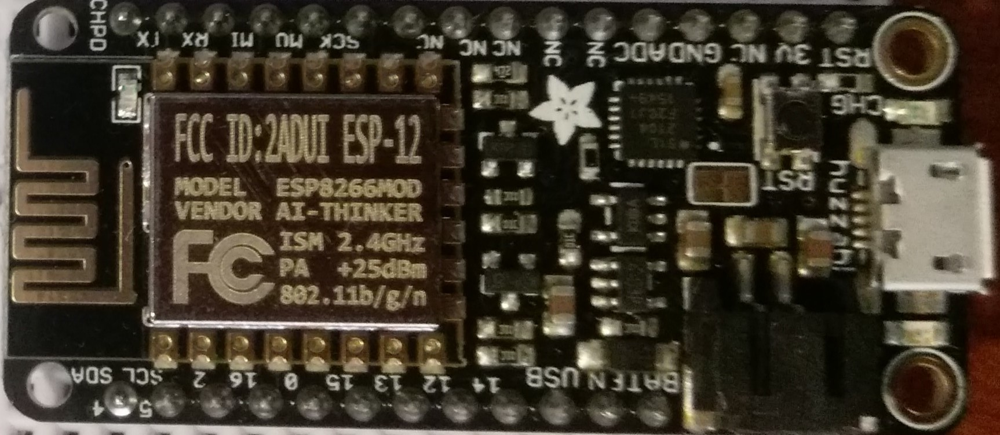 CHPD
TX RX MI MO SCK NC NC NC NC NC ADC GND NC 3V RST
FCC ID:2ADUI ESP-12
MODEL ESP8266MOD
VENDOR AI-THINKER
ISM 2.4GHz
PA +25dBm
802.11b/g/n
FC
CHG
RST
Huzzah!
SDA SCL 2 16 0 15 13 12 14 USB EN BAT
4 5